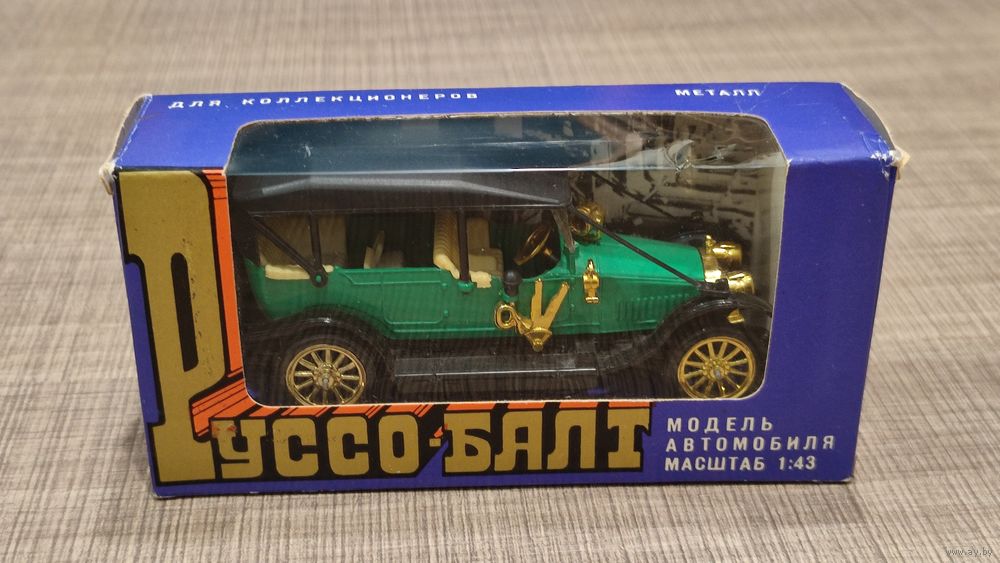 ДЛЯ КОЛЛЕКЦИОНЕРОВ
МЕТАЛЛ
РУССО-БАЛТ
МОДЕЛЬ
АВТОМОБИЛЯ
МАСШТАБ 1:43
www.ay.by